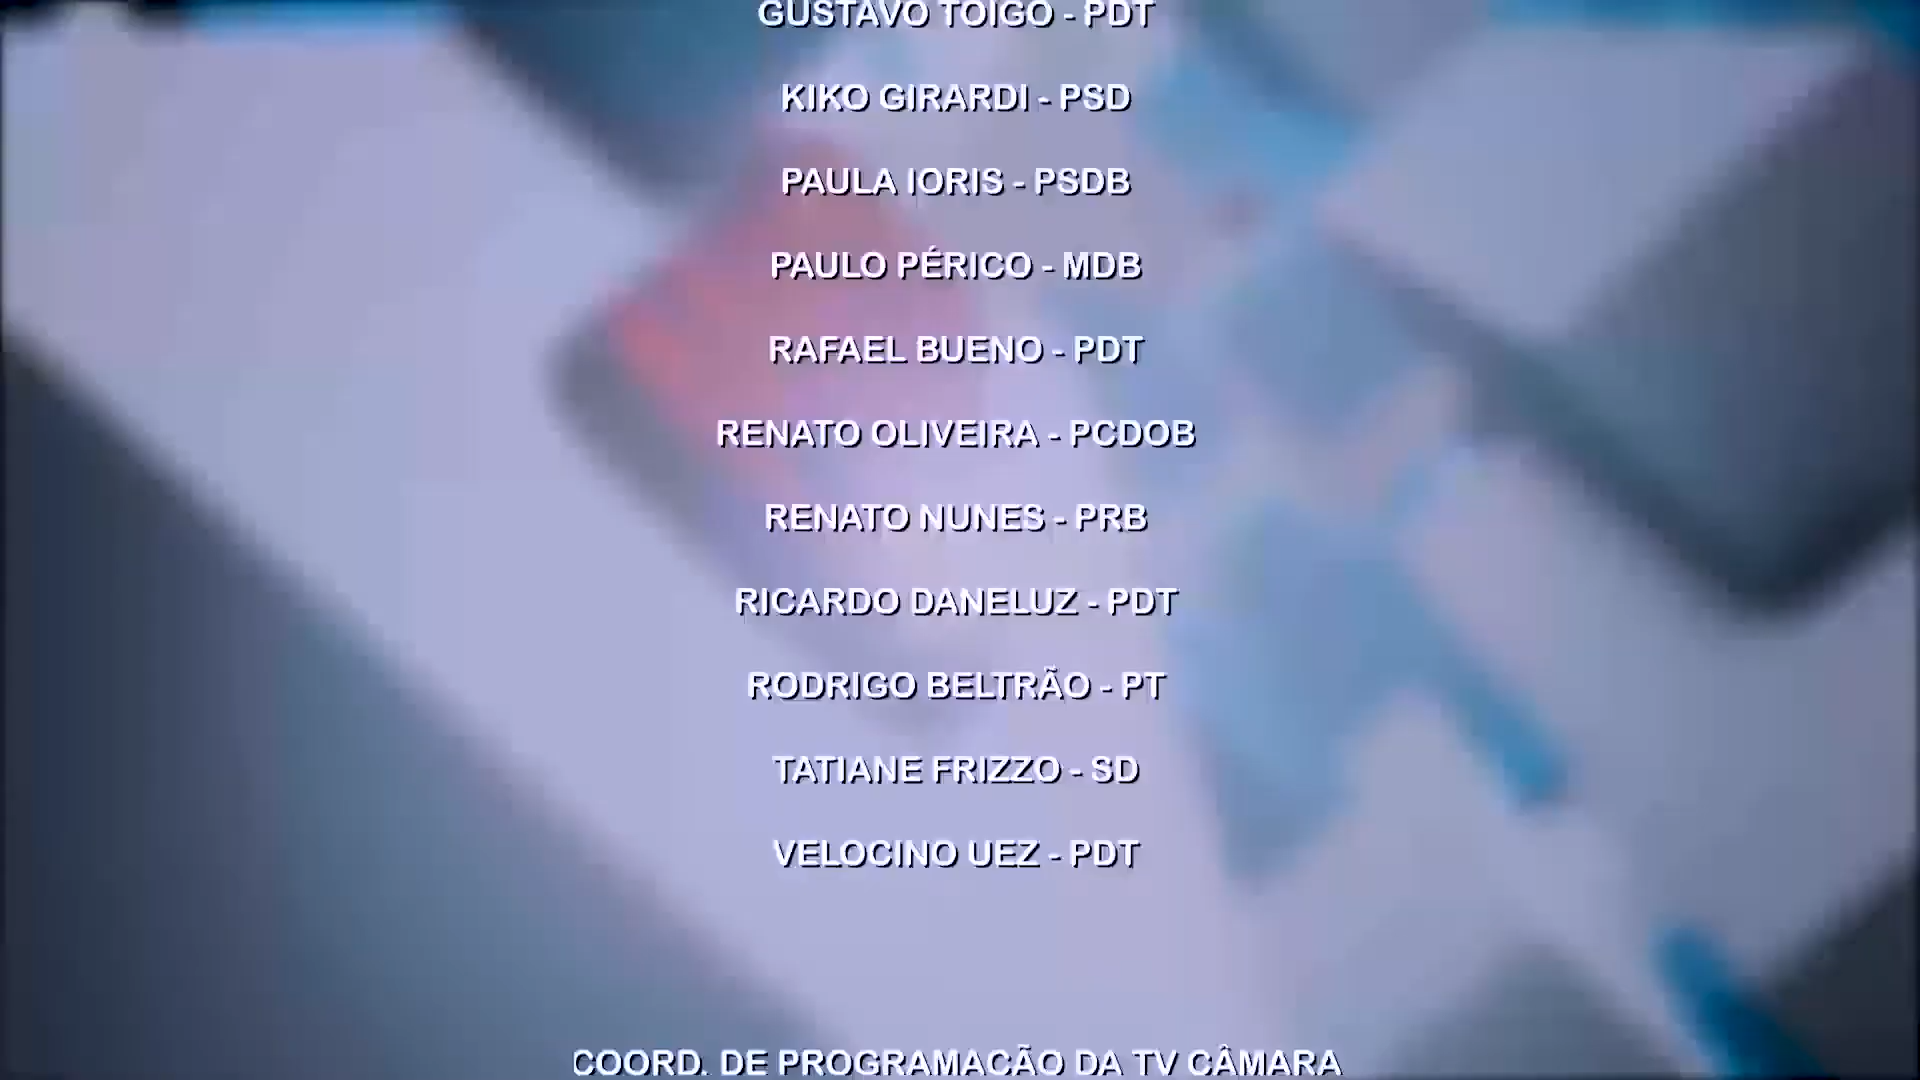 GUSTAVO TOIGO - PDT
KIKO GIRARDI - PSD
PAULA IORIS - PSDB
PAULO PÉRICO - MDB
RAFAEL BUENO - PDT
RENATO OLIVEIRA - PCDOB
RENATO NUNES - PRB
RICARDO DANELUZ - PDT
RODRIGO BELTRÃO - PT
TATIANE FRIZZO - SD
VELOCINO UEZ - PDT
COORD. DE PROGRAMAÇÃO DA TV CÂMARA